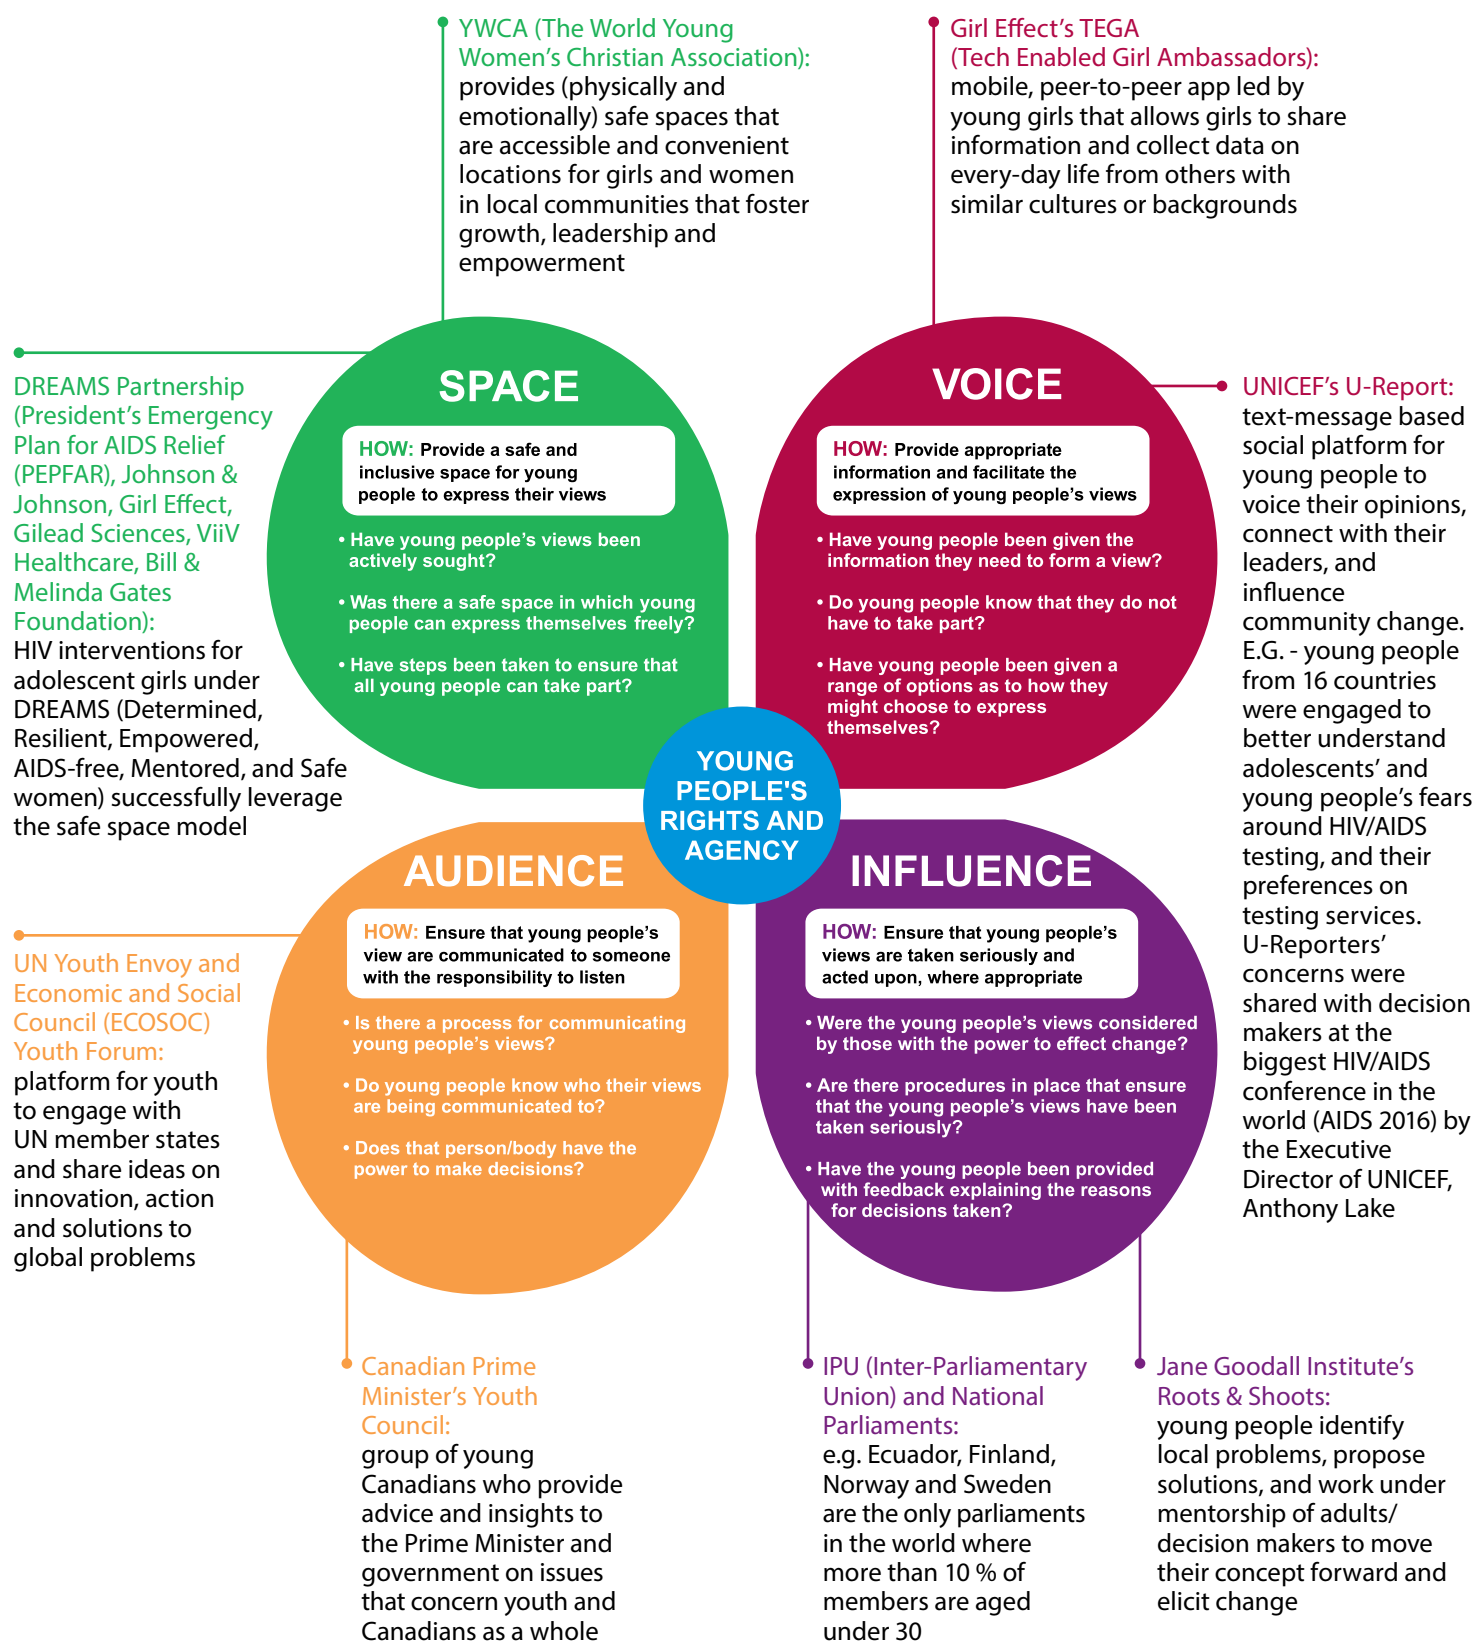 YWCA (The World Young
Women's Christian Association):
provides (physically and
emotionally) safe spaces that
are accessible and convenient
locations for girls and women
in local communities that foster
growth, leadership and
empowerment
Girl Effect's TEGA
(Tech Enabled Girl Ambassadors):
mobile, peer-to-peer app led by
young girls that allows girls to share
information and collect data on
every-day life from others with
similar cultures or backgrounds
DREAMS Partnership
(President's Emergency
Plan for AIDS Relief
(PEPFAR), Johnson &
Johnson, Girl Effect,
Gilead Sciences, ViiV
Healthcare, Bill &
Melinda Gates
Foundation):
HIV interventions for
adolescent girls under
DREAMS (Determined,
Resilient, Empowered,
AIDS-free, Mentored, and Safe
women) successfully leverage
the safe space model
SPACE
HOW: Provide a safe and
inclusive space for young
people to express their views
• Have young people's views been
actively sought?
• Was there a safe space in which young
people can express themselves freely?
• Have steps been taken to ensure that
all young people can take part?
VOICE
HOW: Provide appropriate
information and facilitate the
expression of young people's views
• Have young people been given the
information they need to form a view?
• Do young people know that they do not
have to take part?
• Have young people been given a
range of options as to how they
might choose to express
themselves?
UNICEF's U-Report:
text-message based
social platform for
young people to
voice their opinions,
connect with their
leaders, and
influence
community change.
E.G. - young people
from 16 countries
were engaged to
better understand
adolescents' and
young people's fears
around HIV/AIDS
testing, and their
preferences on
testing services.
U-Reporters'
concerns were
shared with decision
makers at the
biggest HIV/AIDS
conference in the
world (AIDS 2016) by
the Executive
Director of UNICEF,
Anthony Lake
YOUNG
PEOPLE'S
RIGHTS AND
AGENCY
AUDIENCE
HOW: Ensure that young people's
view are communicated to someone
with the responsibility to listen
• Is there a process for communicating
young people's views?
• Do young people know who their views
are being communicated to?
• Does that person/body have the
power to make decisions?
INFLUENCE
HOW: Ensure that young people's
views are taken seriously and
acted upon, where appropriate
• Were the young people's views considered
by those with the power to effect change?
• Are there procedures in place that ensure
that the young people's views have been
taken seriously?
• Have the young people been provided
with feedback explaining the reasons
for decisions taken?
UN Youth Envoy and
Economic and Social
Council (ECOSOC)
Youth Forum:
platform for youth
to engage with
UN member states
and share ideas on
innovation, action
and solutions to
global problems
Canadian Prime
Minister's Youth
Council:
group of young
Canadians who provide
advice and insights to
the Prime Minister and
government on issues
that concern youth and
Canadians as a whole
IPU (Inter-Parliamentary
Union) and National
Parliaments:
e.g. Ecuador, Finland,
Norway and Sweden
are the only parliaments
in the world where
more than 10 % of
members are aged
under 30
Jane Goodall Institute's
Roots & Shoots:
young people identify
local problems, propose
solutions, and work under
mentorship of adults/
decision makers to move
their concept forward and
elicit change